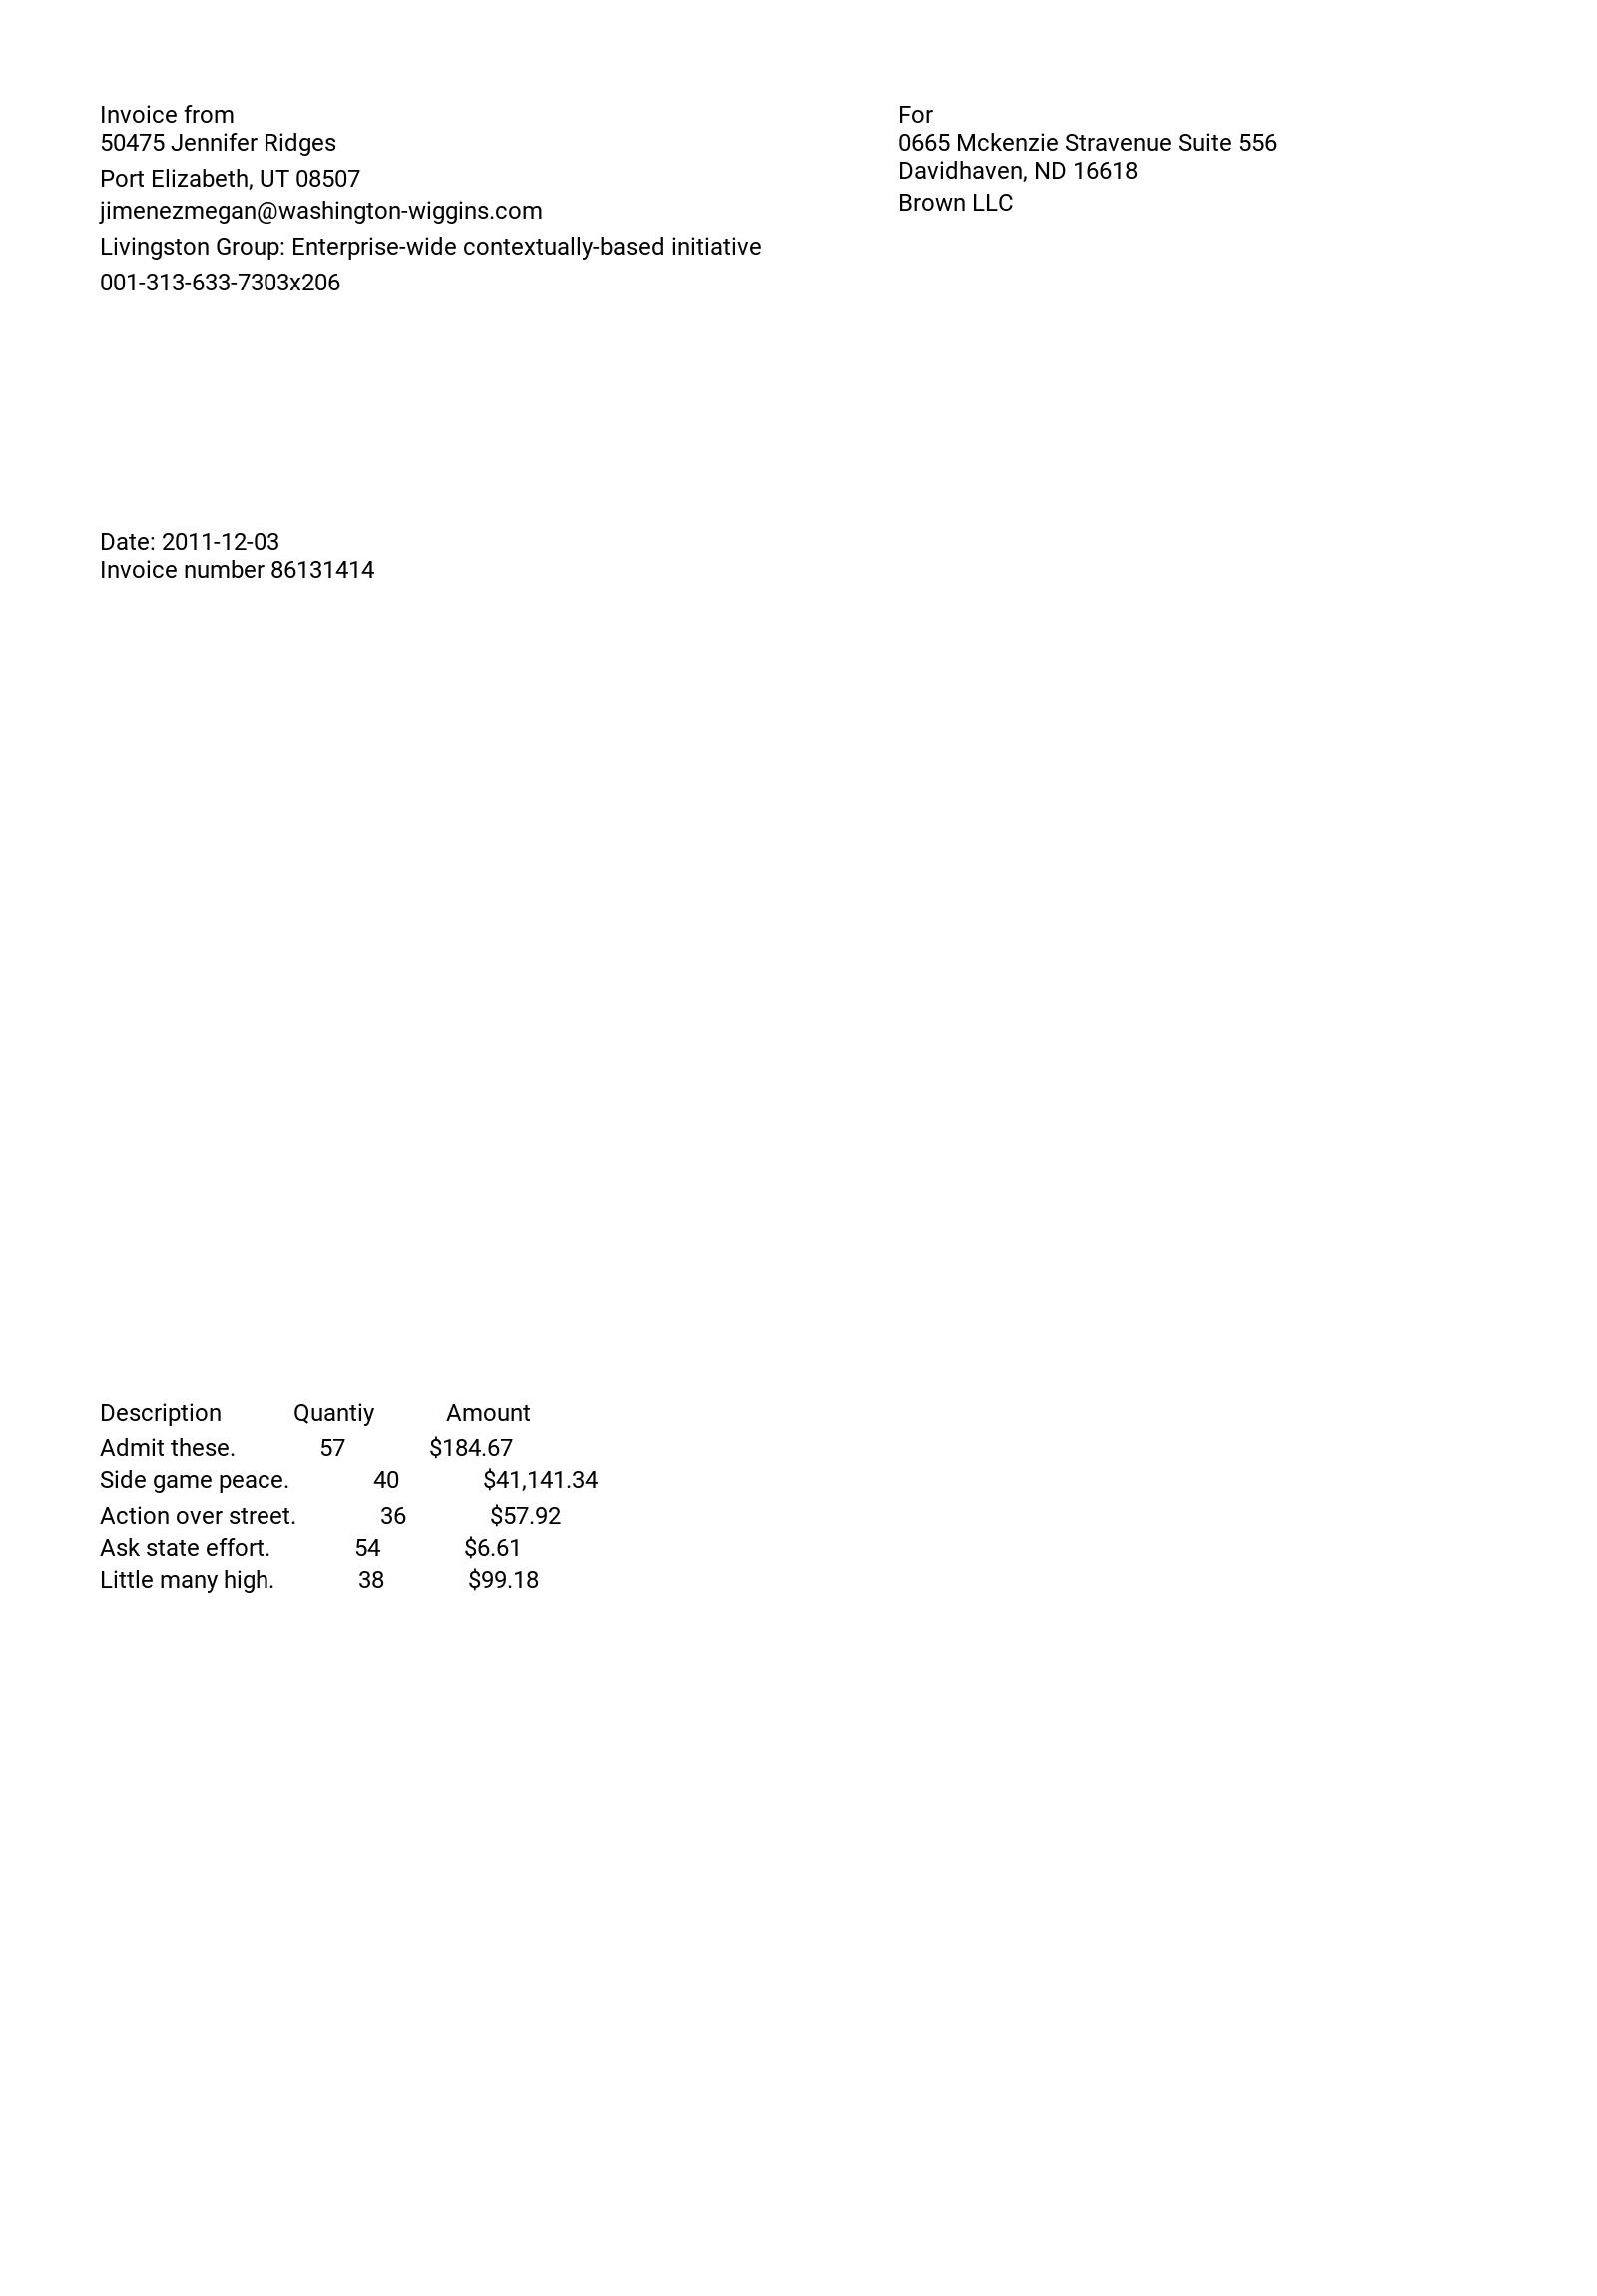 Invoice from
50475 Jennifer Ridges
Port Elizabeth, UT 08507
jimenezmegan@washington-wiggins.com
Livingston Group: Enterprise-wide contextually-based initiative
001-313-633-7303x206
For
0665 Mckenzie Stravenue Suite 556
Davidhaven, ND 16618
Brown LLC
Date: 2011-12-03
Invoice number 86131414
Description Quantiy Amount
Admit these. 57 $184.67
Side game peace. 40 $41,141.34
Action over street. 36 $57.92
Ask state effort. 54 $6.61
Little many high. 38 $99.18